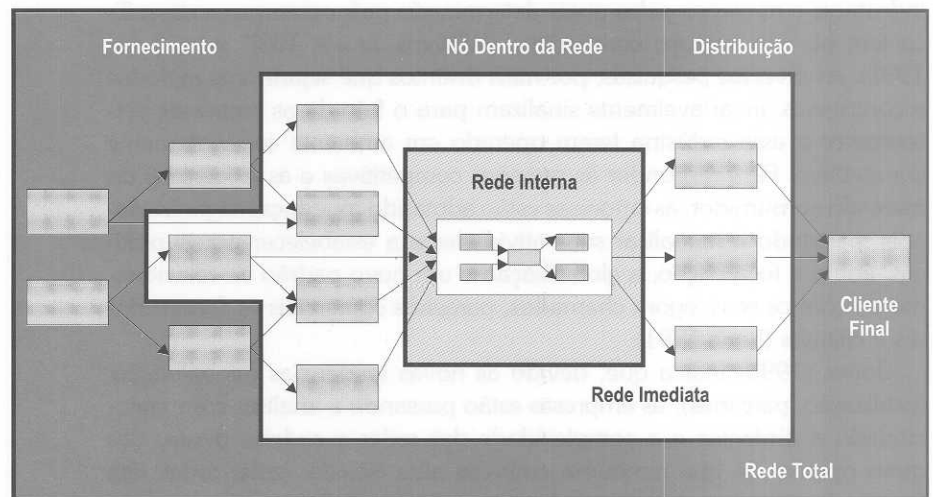 Fornecimento
Nó Dentro da Rede
Distribuição
Rede Interna
Cliente
Final
Rede Imediata
Rede Total